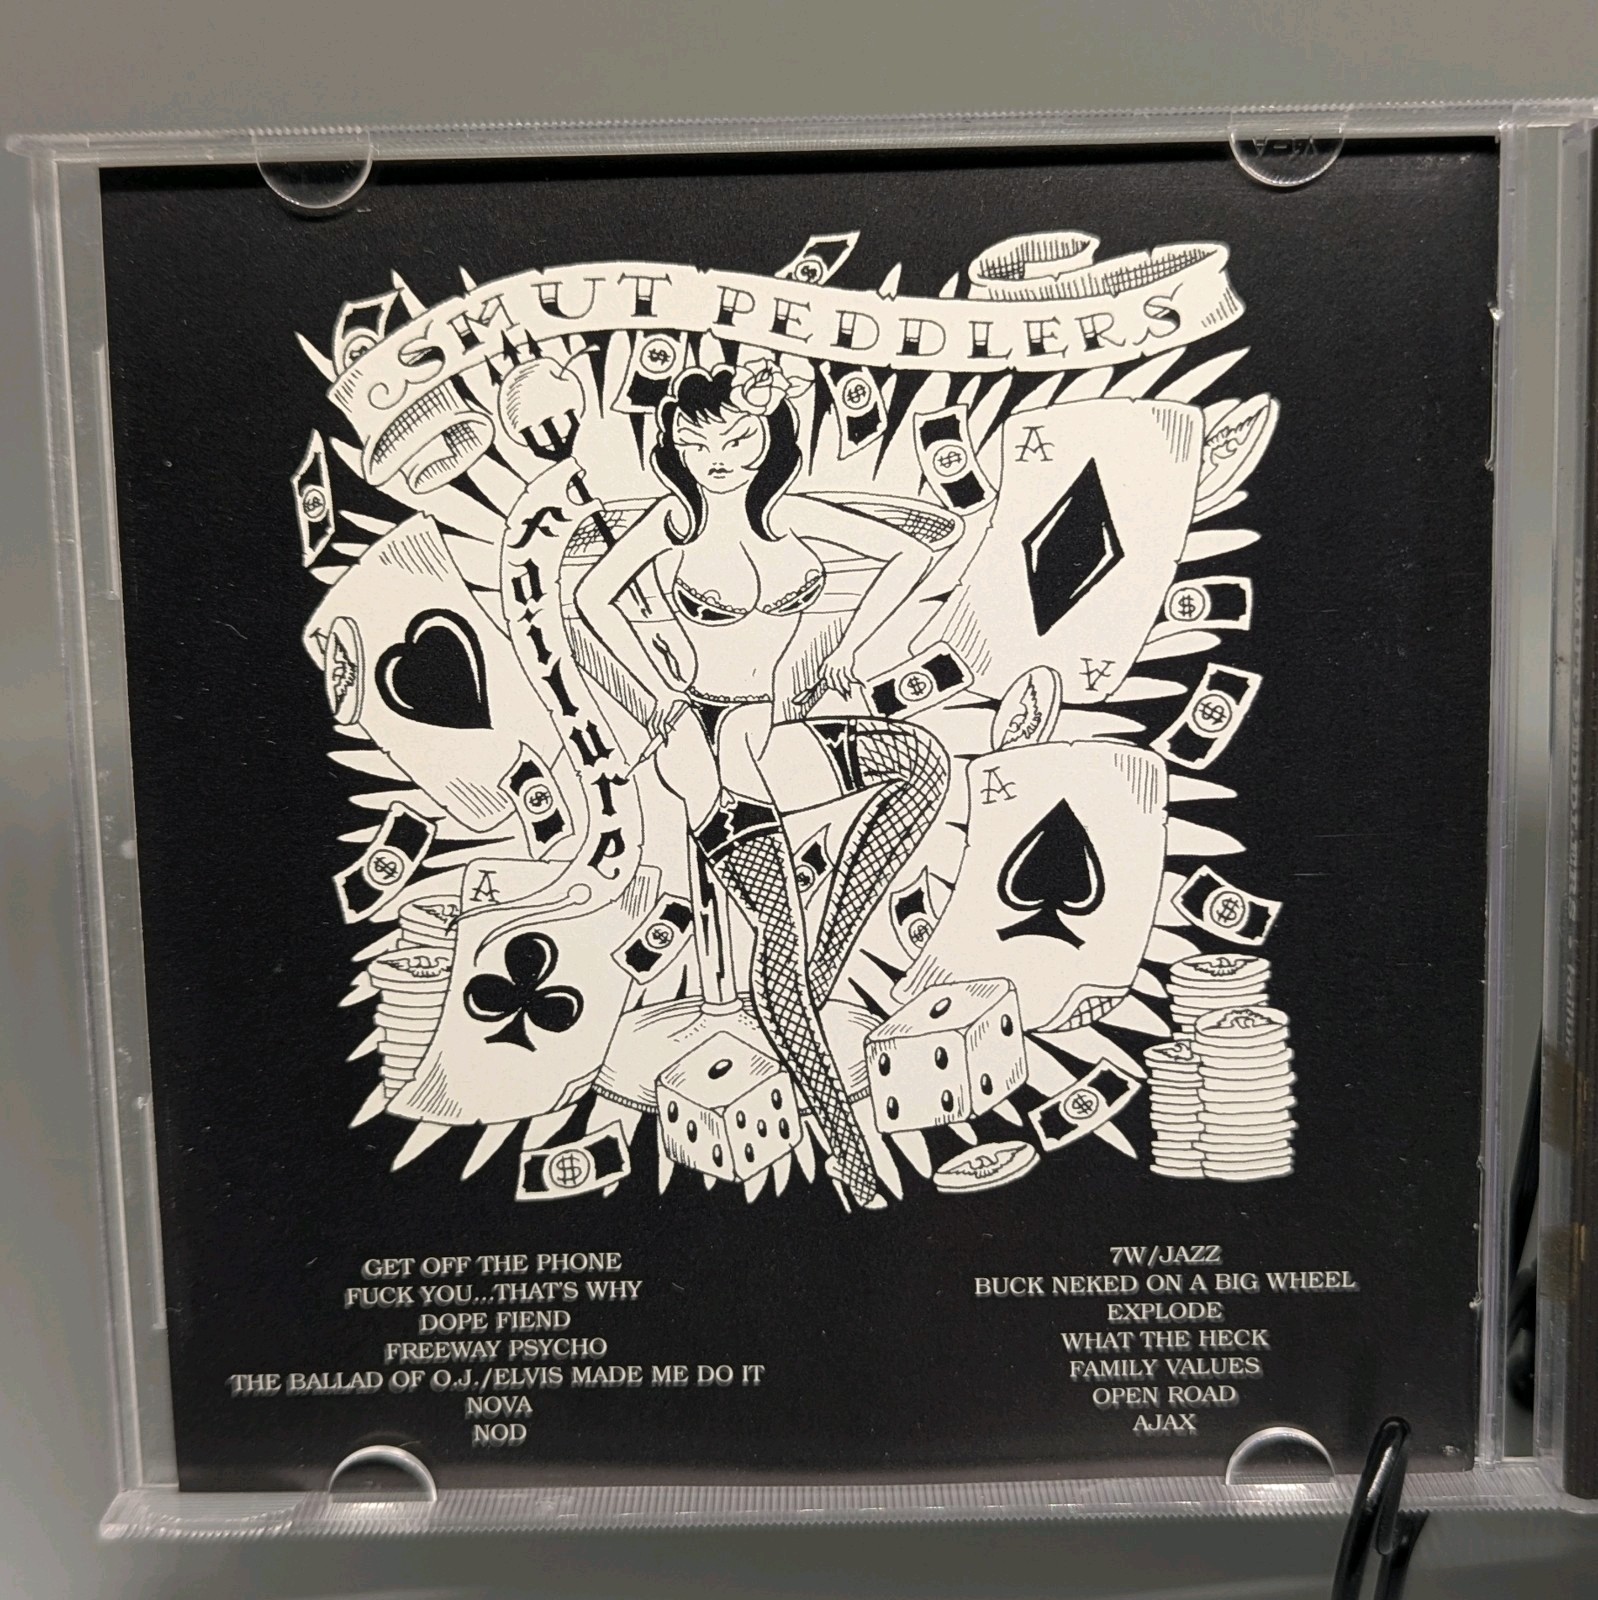 SMUT PEDDLERS
failure
A
A
A
A
GET OFF THE PHONE
FUCK YOU...THAT'S WHY
DOPE FIEND
FREEWAY PSYCHO
THE BALLAD OF O.J./ELVIS MADE ME DO IT
NOVA
NOD
7W/JAZZ
BUCK NEKED ON A BIG WHEEL
EXPLODE
WHAT THE HECK
FAMILY VALUES
OPEN ROAD
AJAX